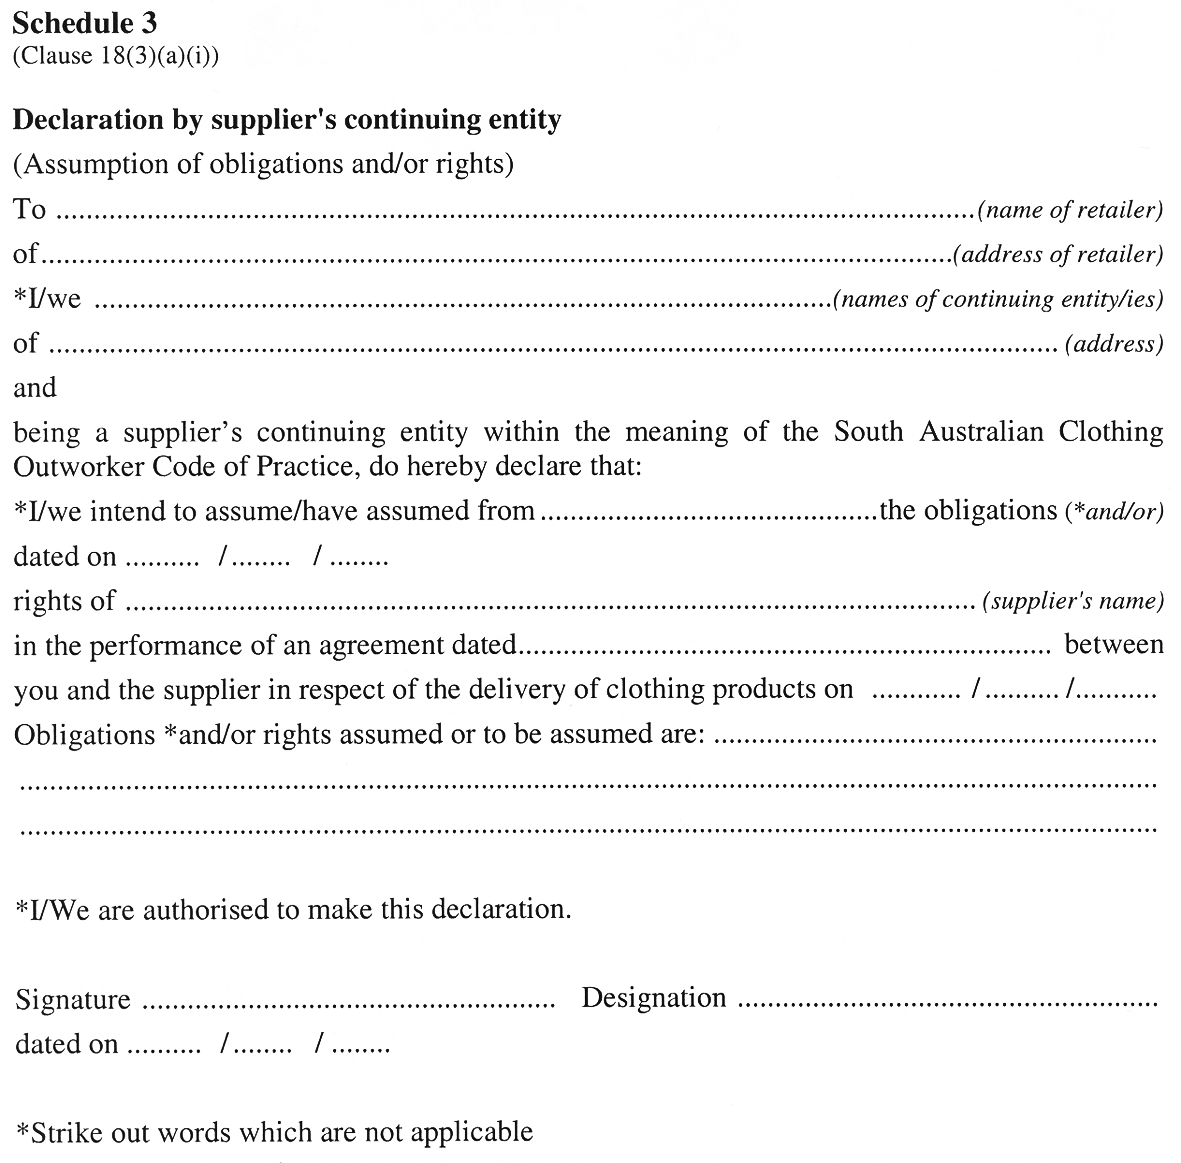 Schedule 3
(Clause 18(3)(a)(i))
Declaration by supplier's continuing entity
(Assumption of obligations and/or rights)
To ..........................................................................................................................(name of retailer)
of.........................................................................................................................(address of retailer)
*I/we ..................................................................................................(names of continuing entity/ies)
of ...................................................................................................................................... (address)
and
being a supplier’s continuing entity within the meaning of the South Australian Clothing
Outworker Code of Practice, do hereby declare that:
*I/we intend to assume/have assumed from.............................................the obligations (*and/or)
dated on .......... /........ / ........
rights of ................................................................................................................. (supplier's name)
in the performance of an agreement dated....................................................................... between
you and the supplier in respect of the delivery of clothing products on ............ /.......... /...........
Obligations *and/or rights assumed or to be assumed are: ...........................................................
.......................................................................................................................................................
.......................................................................................................................................................
*I/We are authorised to make this declaration.
Signature ....................................................... Designation ........................................................
dated on .......... /........ / ........
*Strike out words which are not applicable